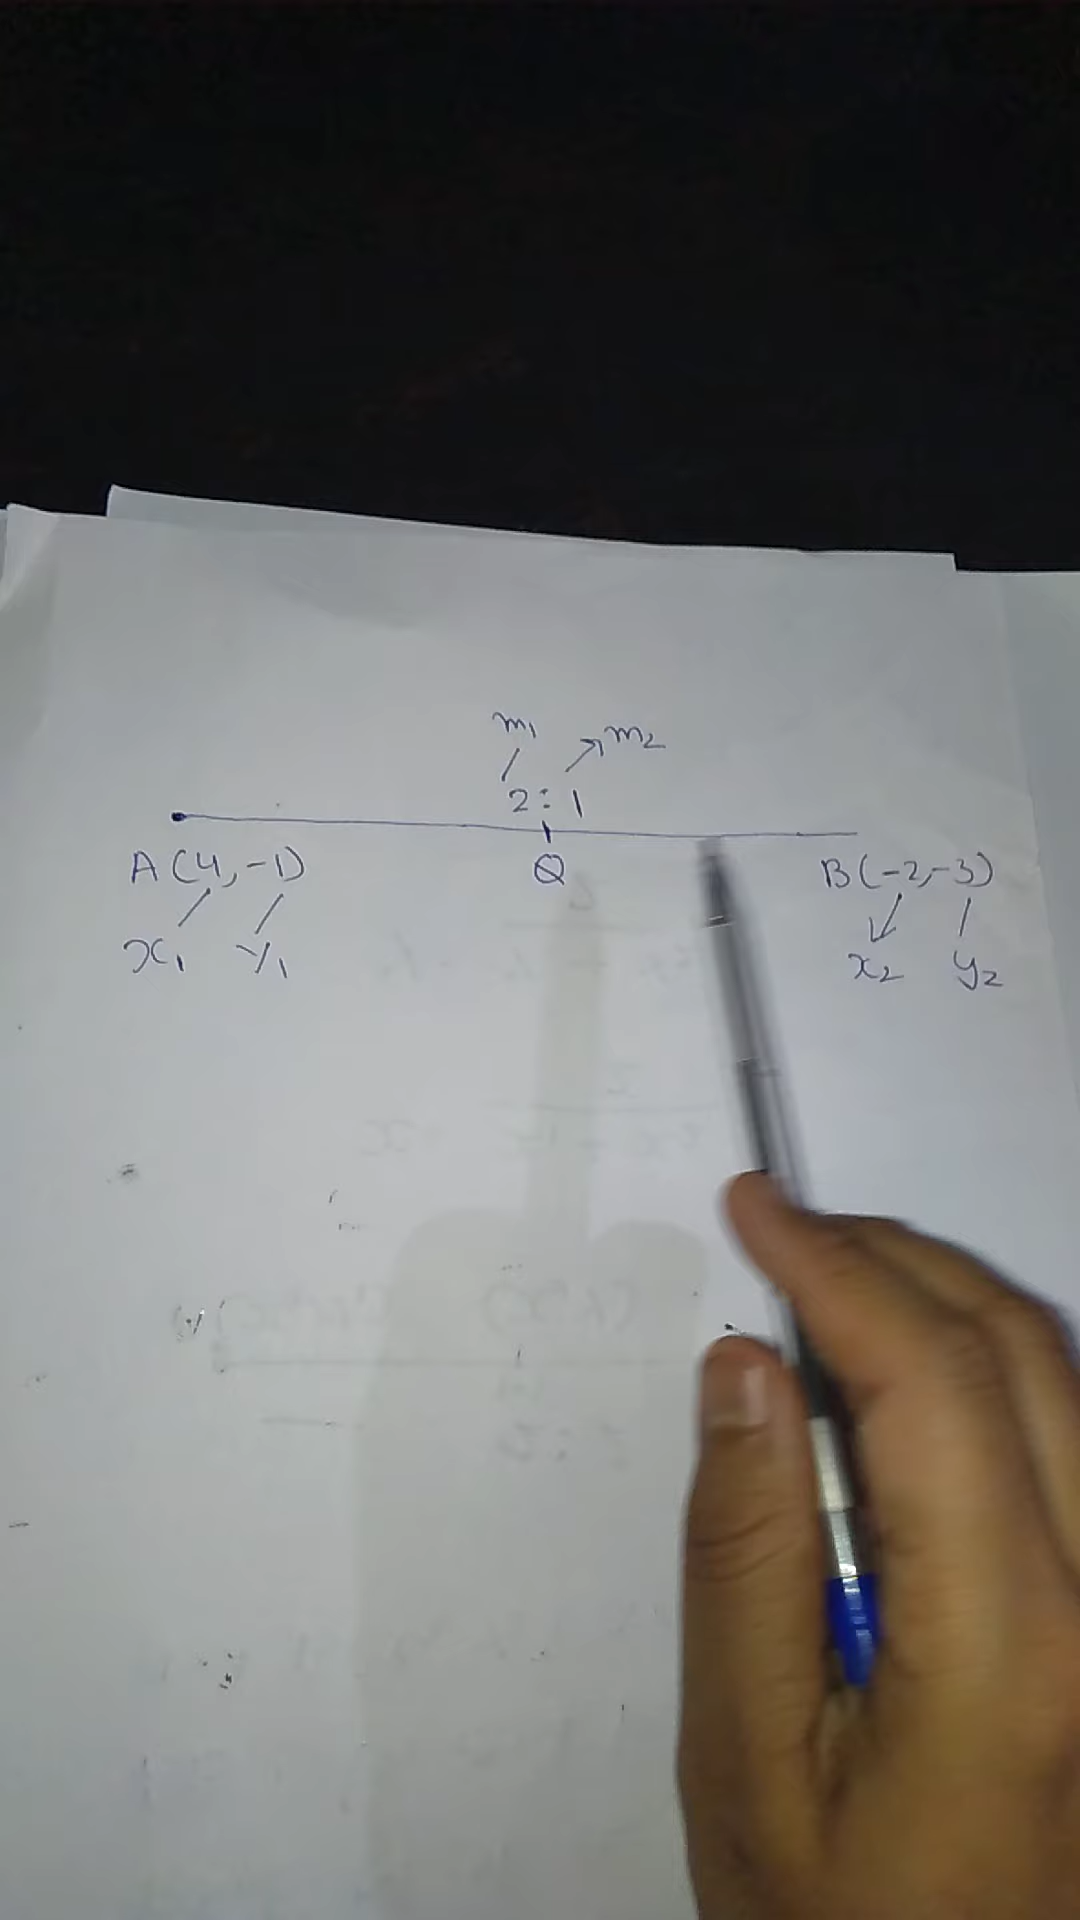 m₁ m₂
2 : 1
A(4,-1) Q B(-2,-3)
x₁ y₁ x₂ y₂